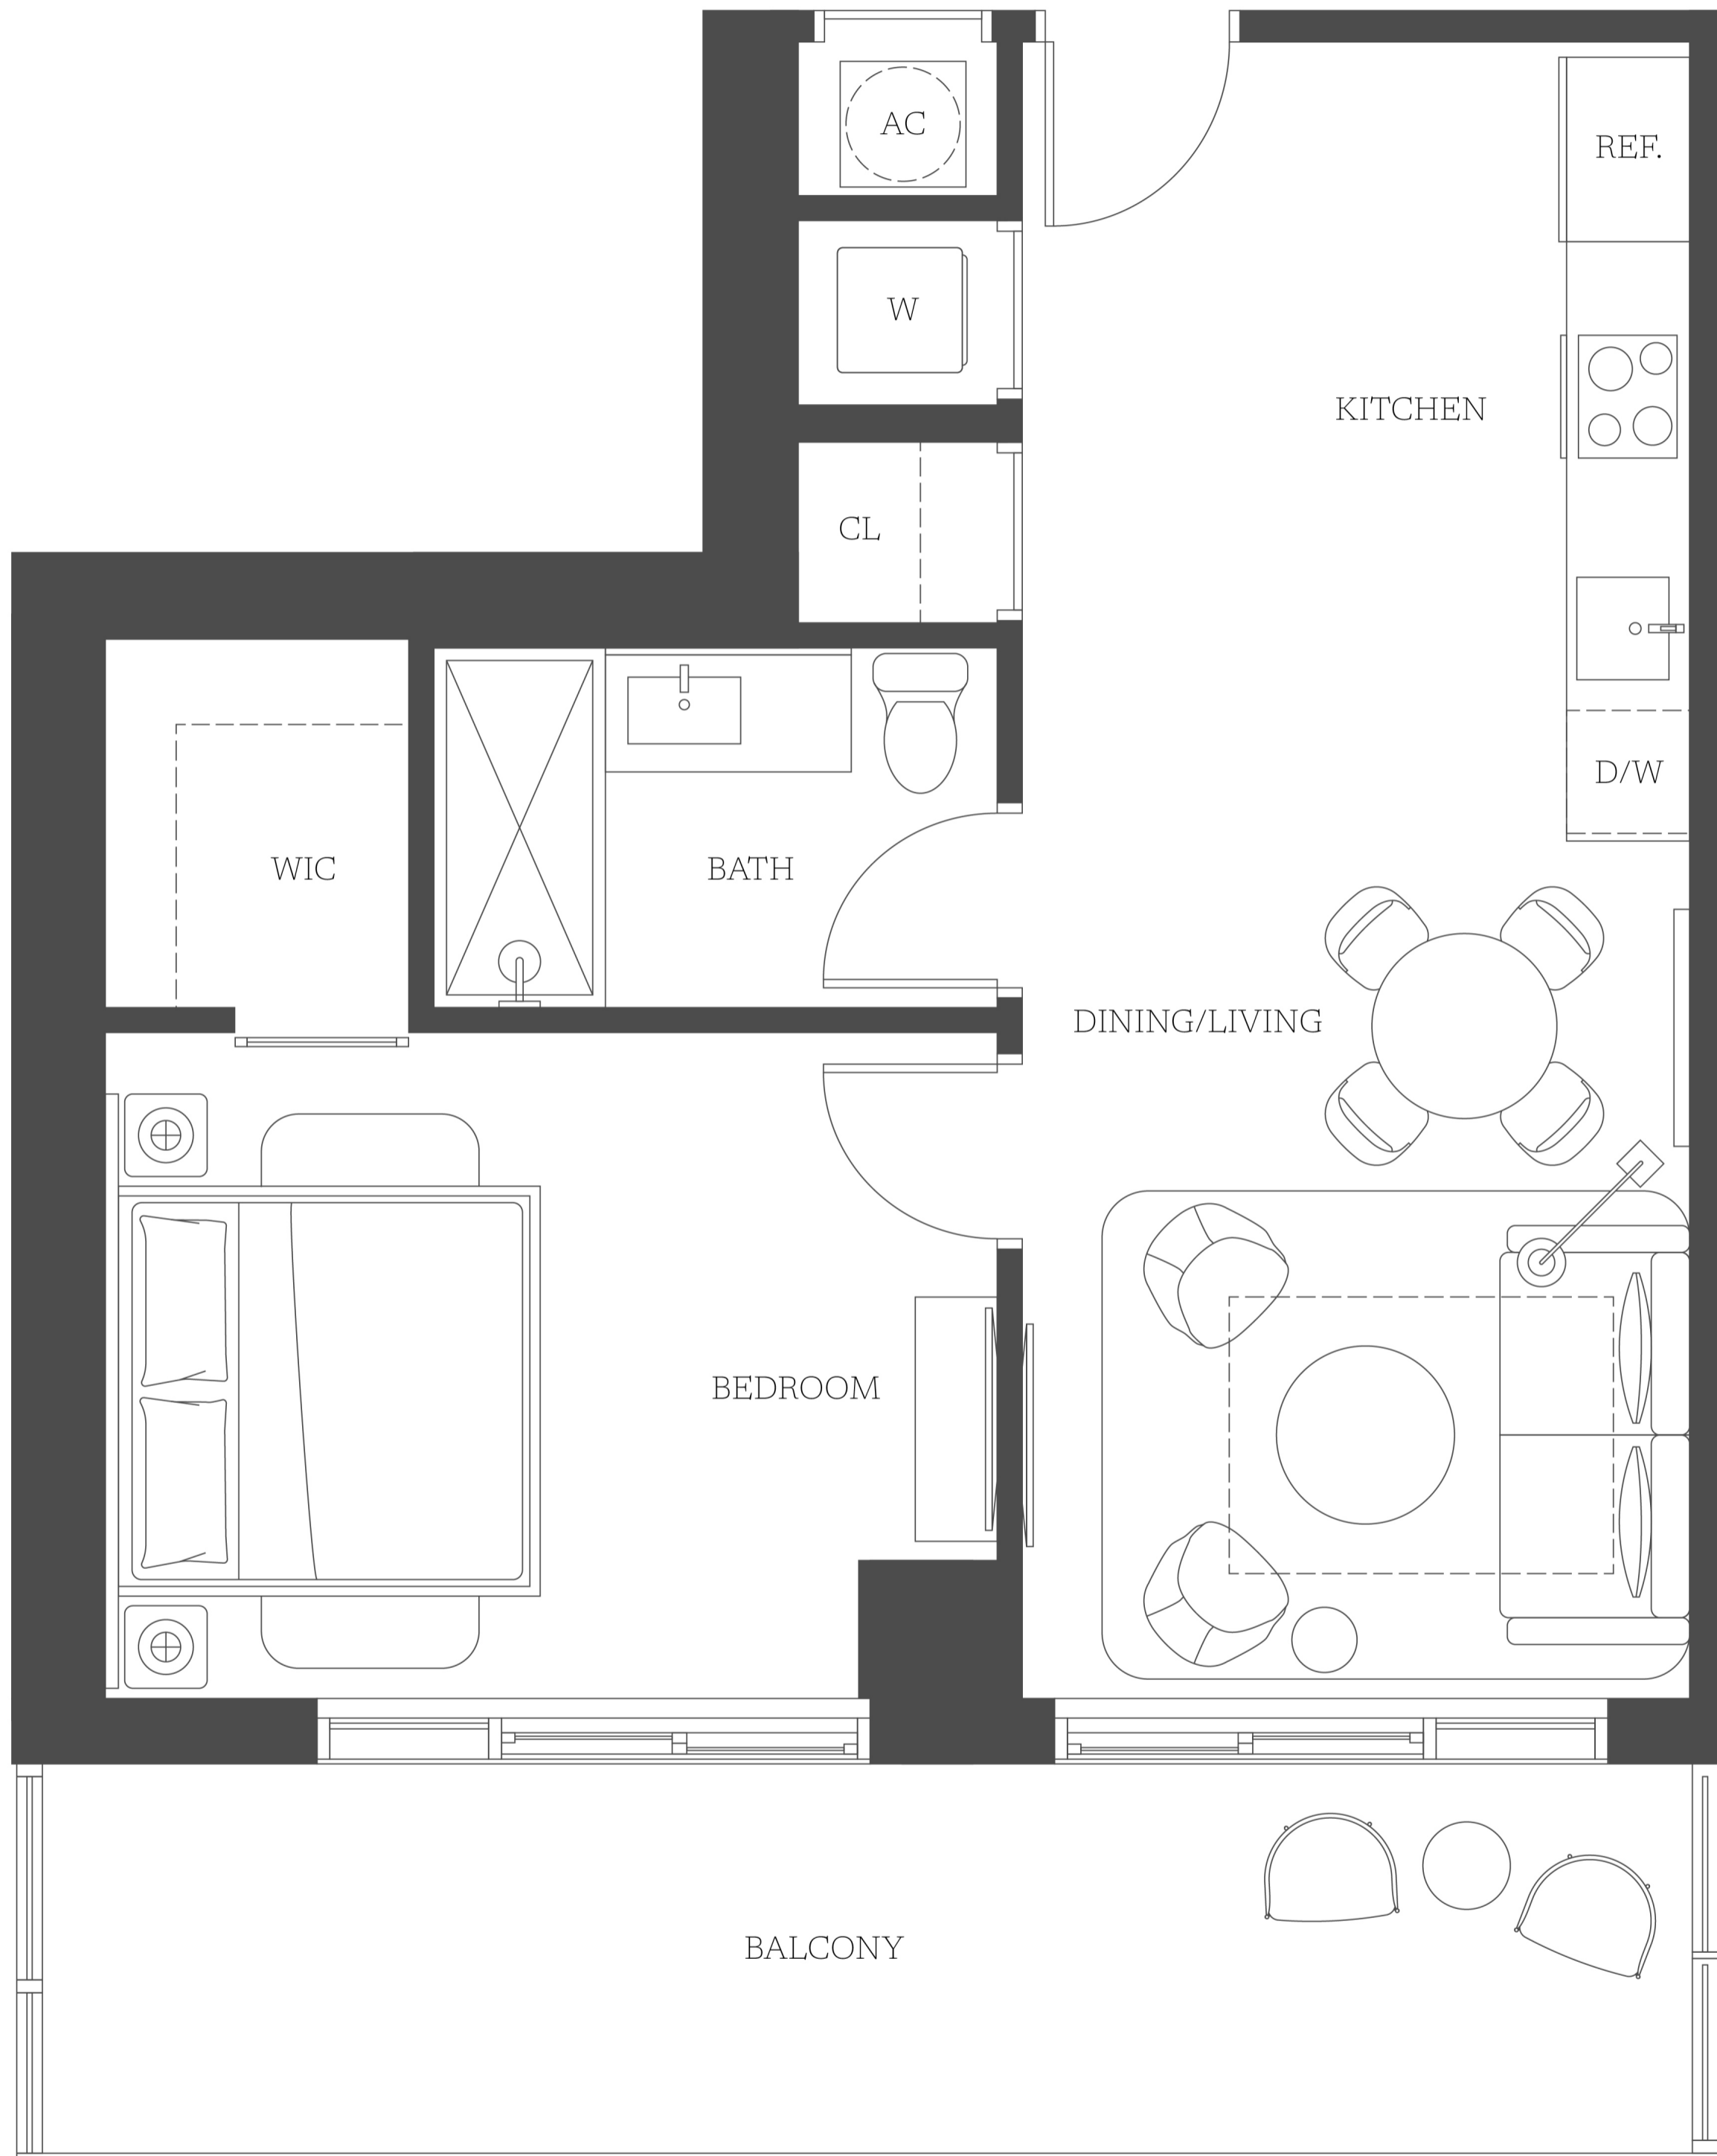 AC
REF.
W
KITCHEN
CL
D/W
WIC
BATH
DINING/LIVING
BEDROOM
BALCONY